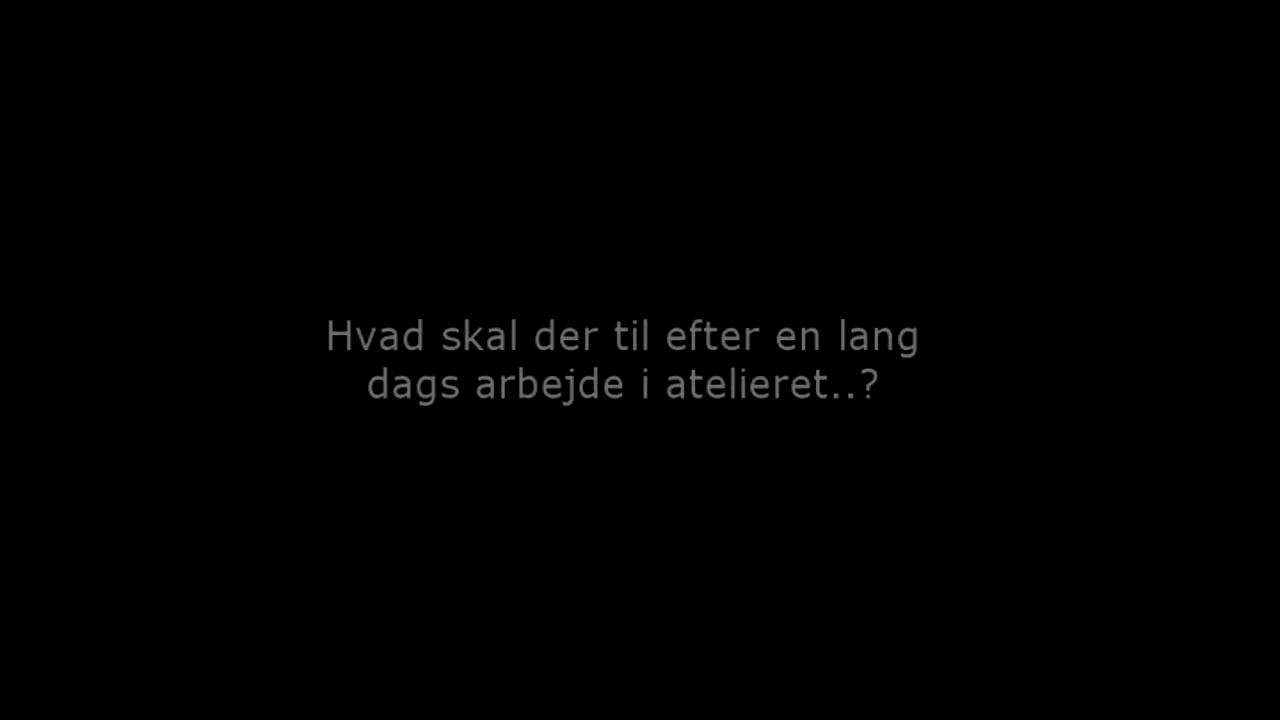 Hvad skal der til efter en lang
dags arbejde i atelieret..?